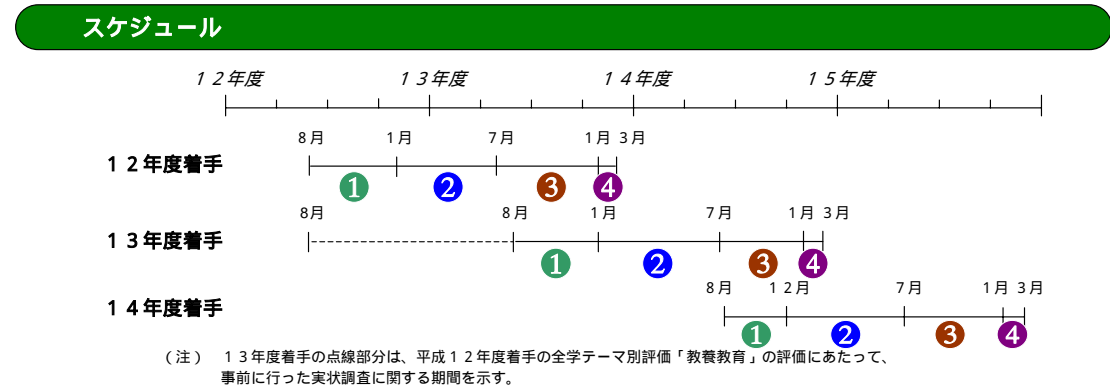 スケジュール
12年度 13年度 14年度 15年度
8月 1月 7月 1月 3月
12年度着手
1 2 3 4
8月 8月 1月 7月 1月 3月
13年度着手
1 2 3 4
8月 12月 7月 1月 3月
14年度着手
1 2 3 4
(注) 13年度着手の点線部分は、平成12年度着手の全学テーマ別評価「教養教育」の評価にあたって、
事前に行った実状調査に関する期間を示す。